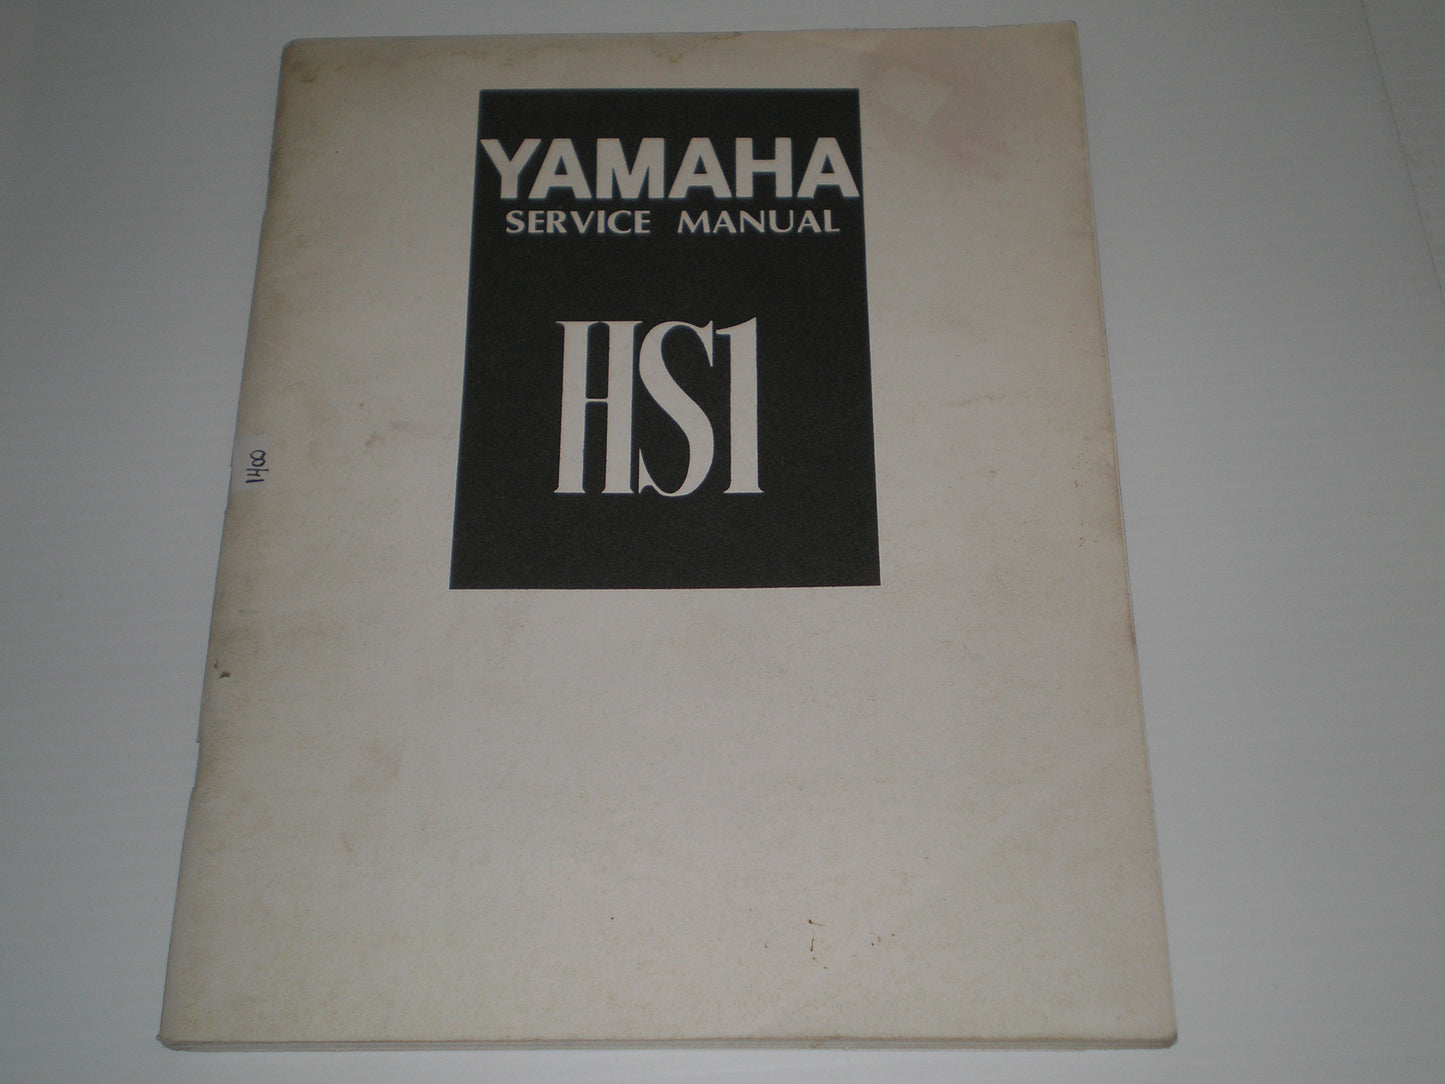 YAMAHA
SERVICE MANUAL
HS1
1400